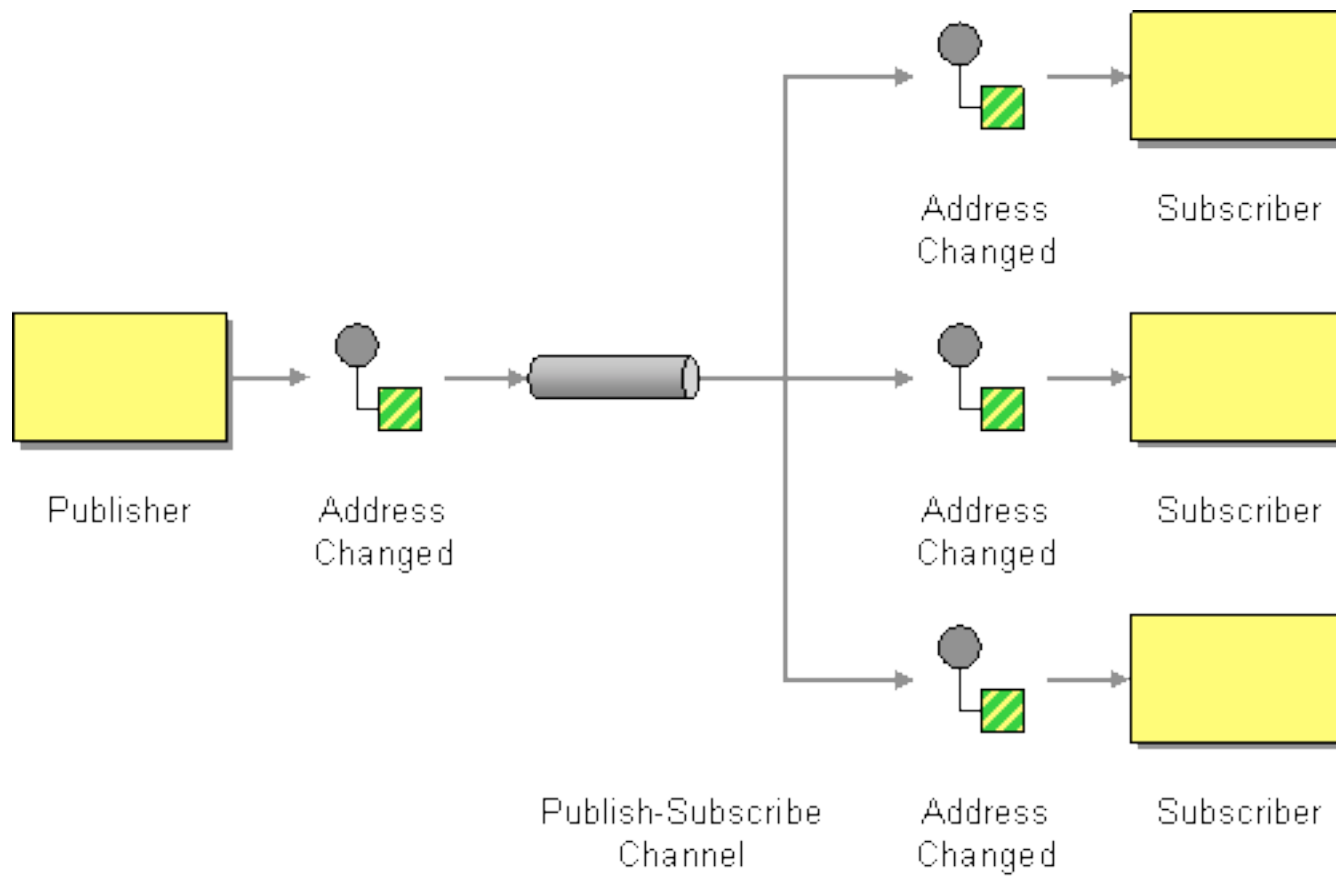 Address
Changed
Subscriber
Publisher
Address
Changed
Address
Changed
Subscriber
Publish-Subscribe
Channel
Address
Changed
Subscriber